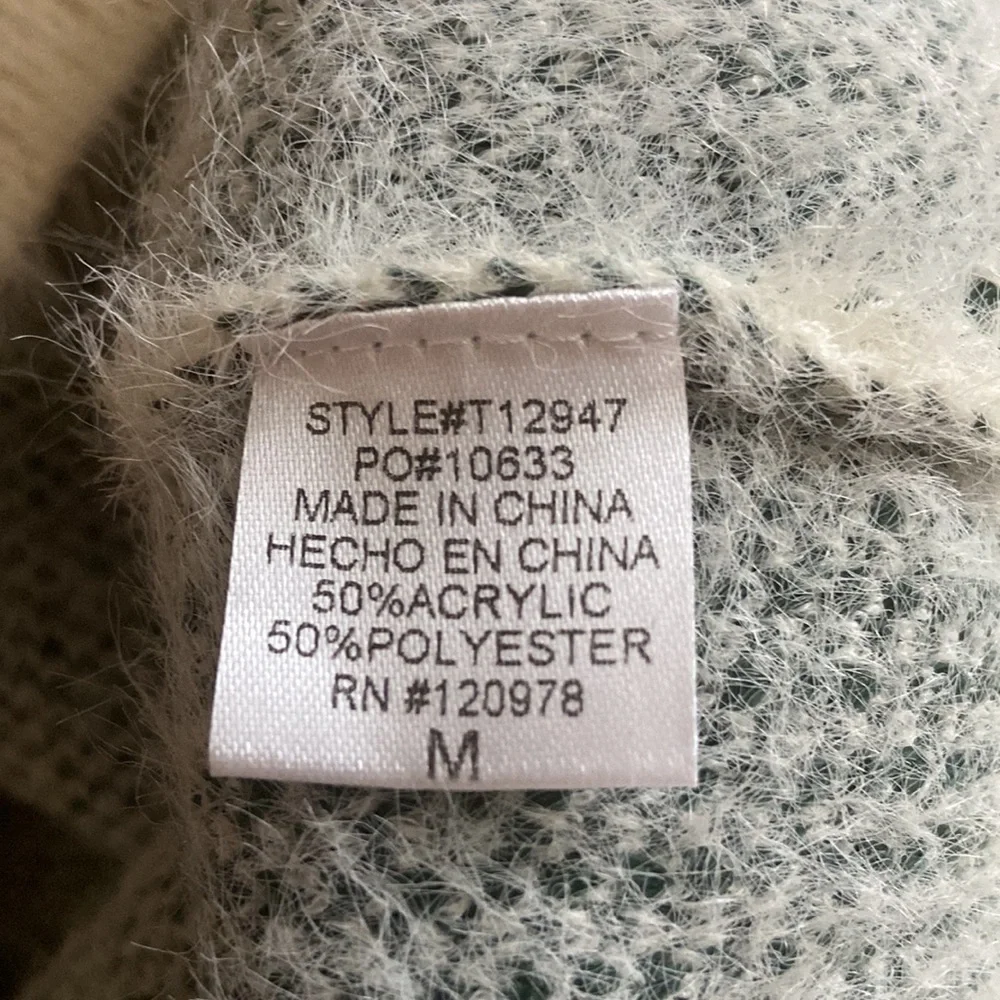 STYLE#T12947
PO#10633
MADE IN CHINA
HECHO EN CHINA
50%ACRYLIC
50%POLYESTER
RN #120978
M